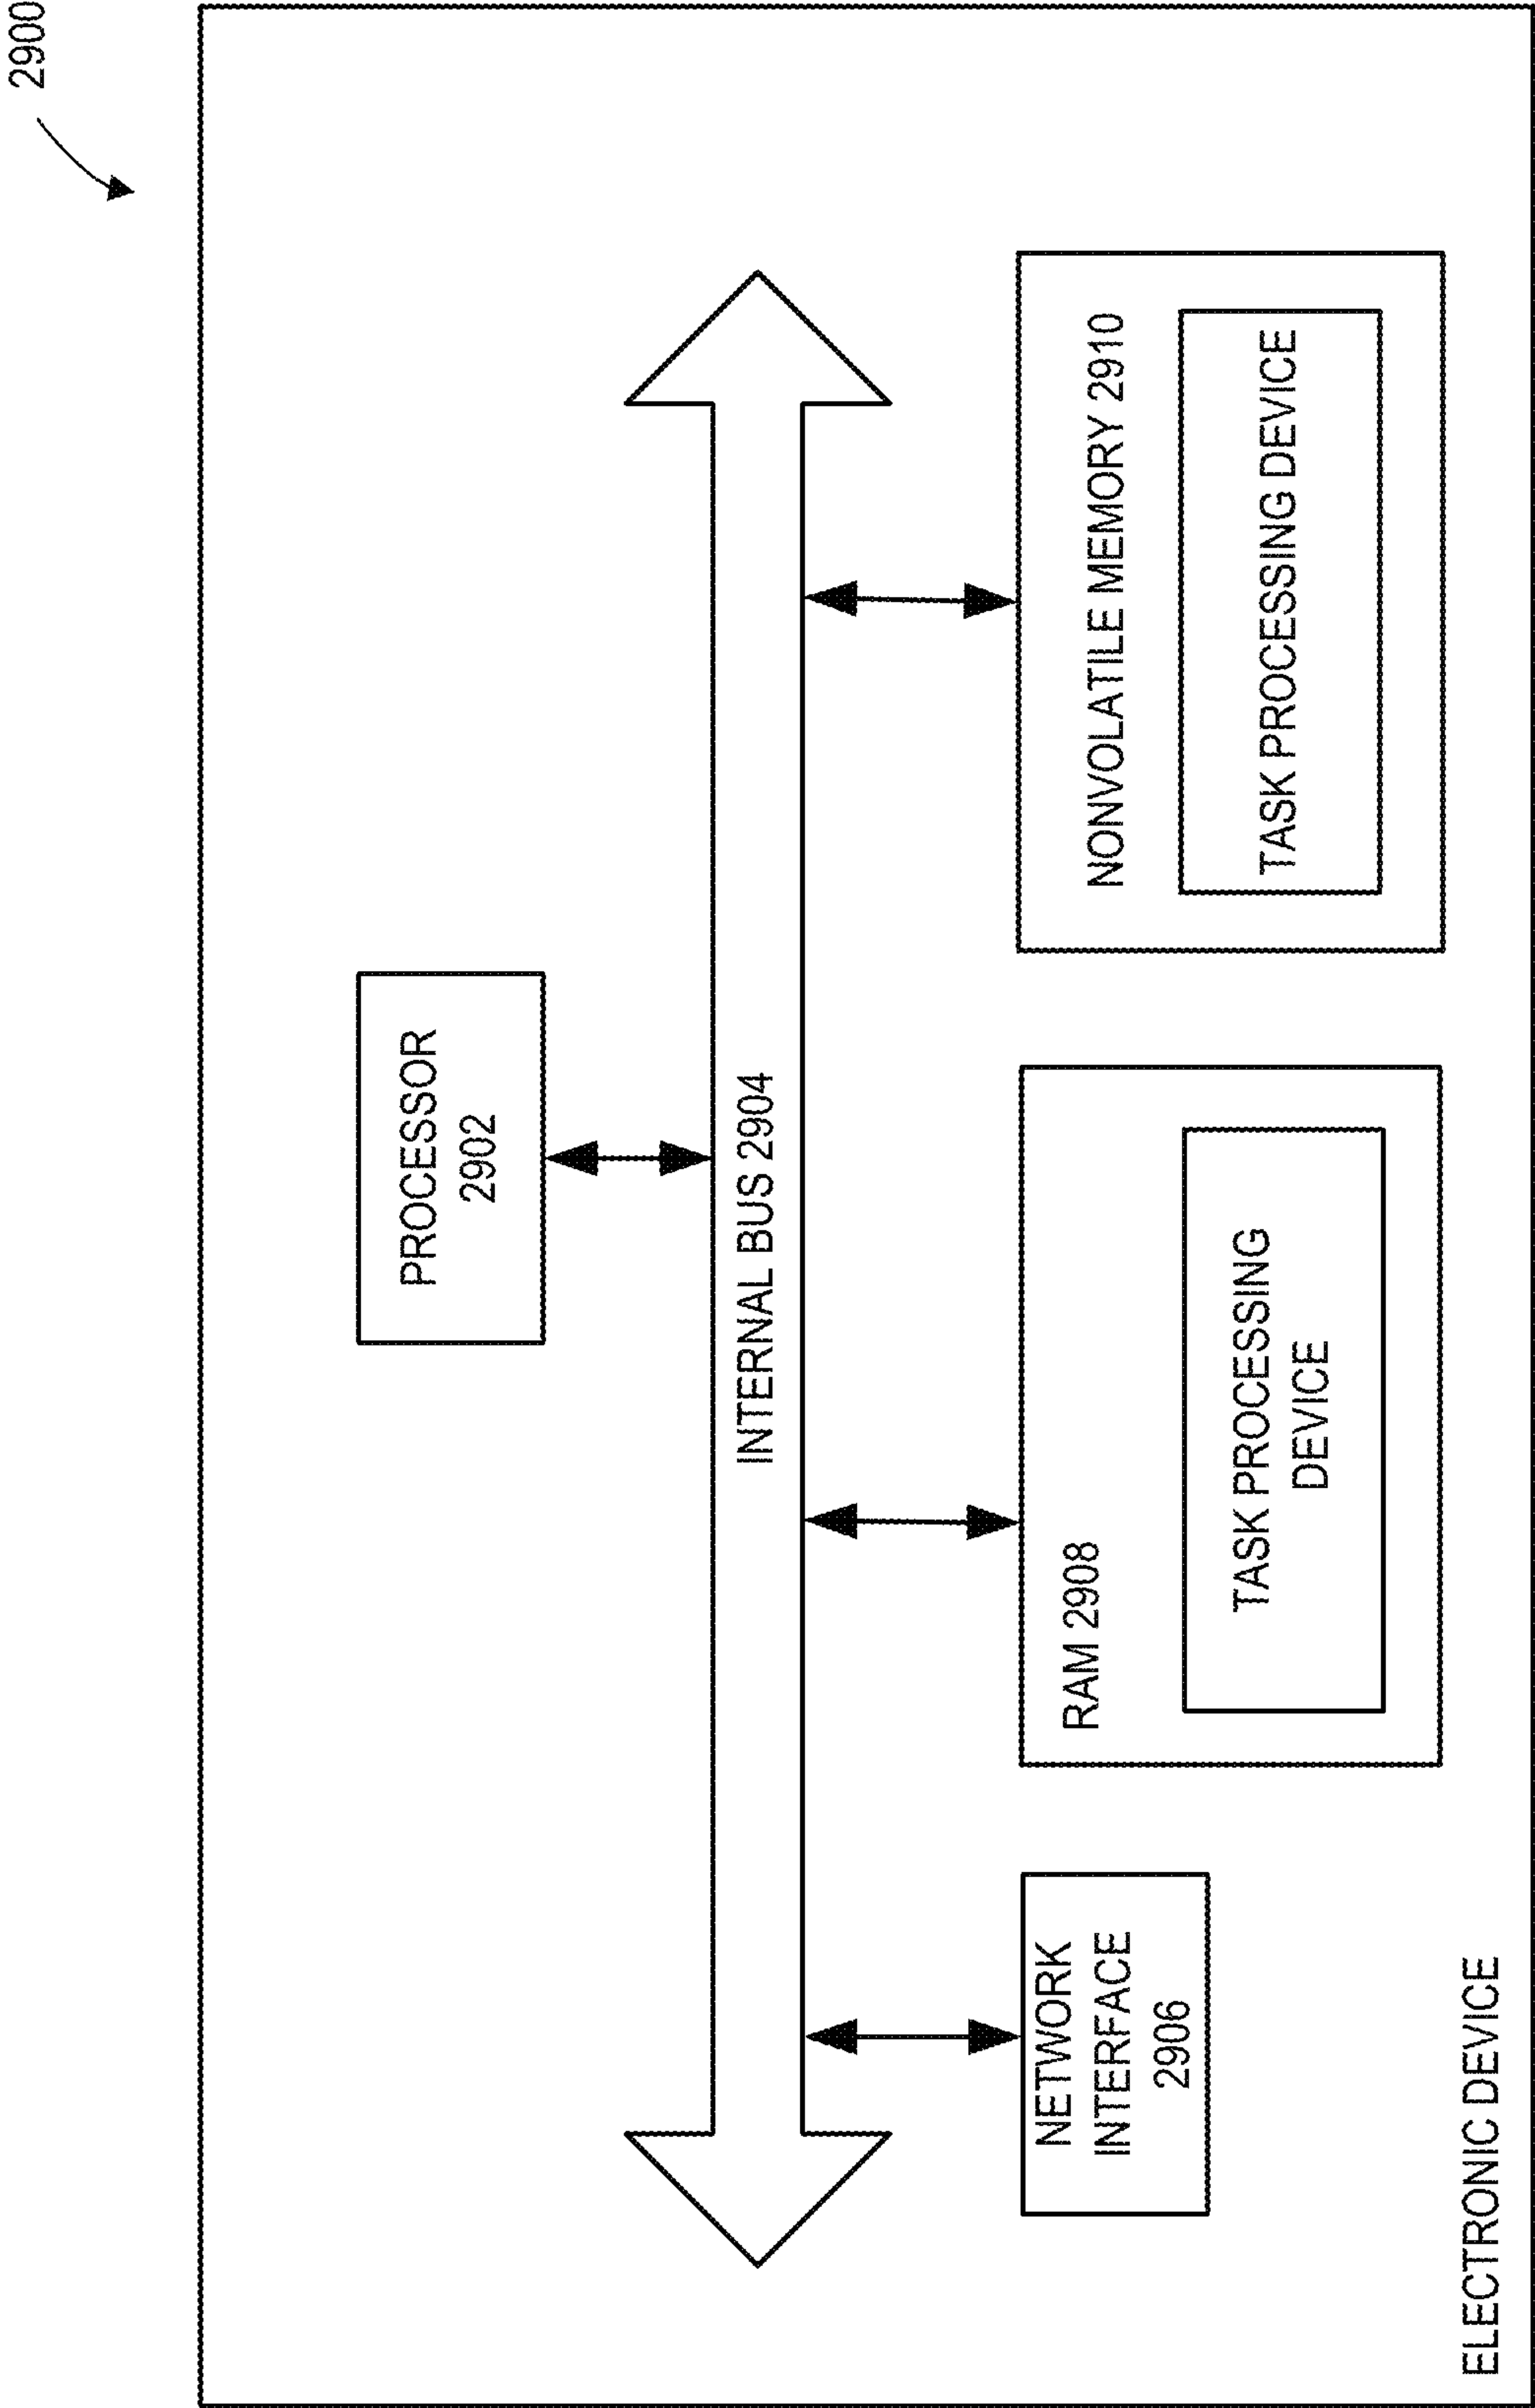 2900
PROCESSOR
2902
INTERNAL BUS 2904
NETWORK
INTERFACE
2906
RAM 2908
TASK PROCESSING
DEVICE
NONVOLATILE MEMORY 2910
TASK PROCESSING DEVICE
ELECTRONIC DEVICE